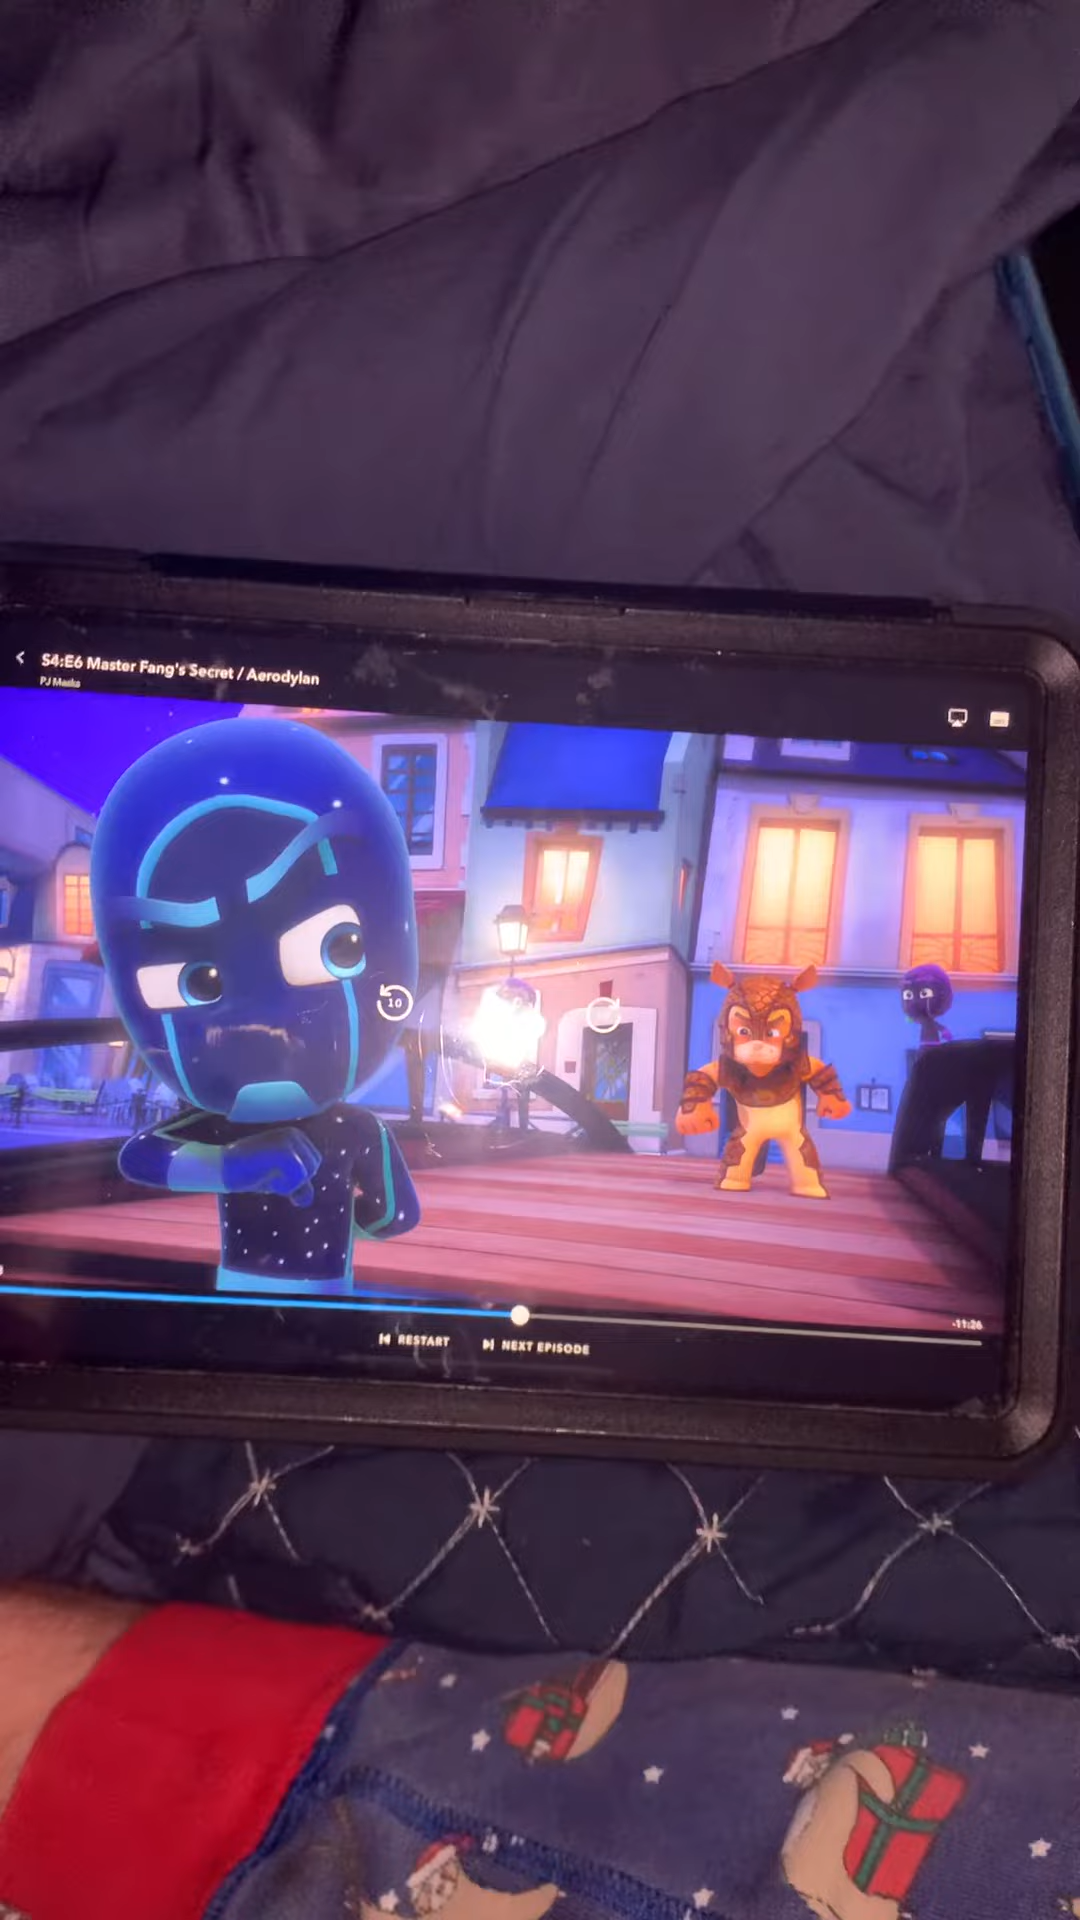 S4:E6 Master Fang's Secret / Aerodylan
PJ Masks
10
-11:26
RESTART
NEXT EPISODE